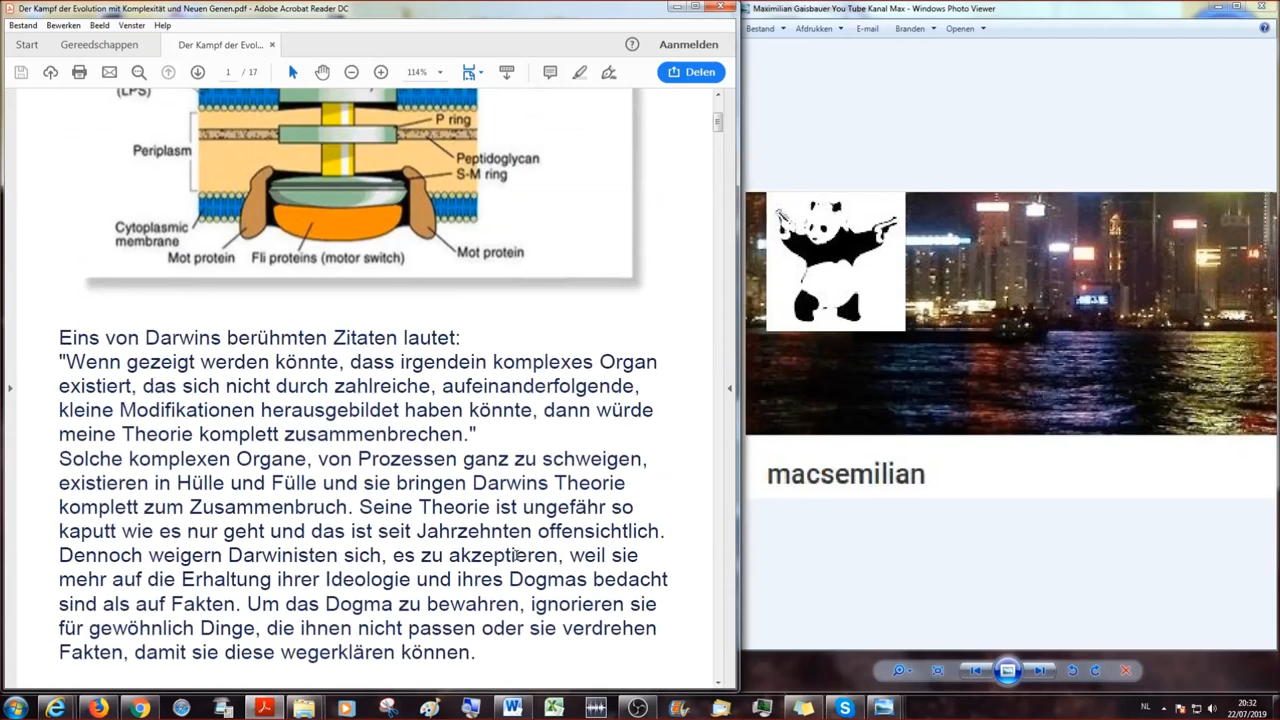 Der Kampf der Evolution mit Komplexität und Neuen Genen.pdf - Adobe Acrobat Reader DC
Bestand Bewerken Beeld Venster Help
Start Gereedschappen Der Kampf der Evol... × Aanmelden
1 / 17 114% Delen
(LPS)
P ring
Periplasm
Peptidoglycan
S-M ring
Cytoplasmic
membrane
Mot protein Fli proteins (motor switch) Mot protein
Eins von Darwins berühmten Zitaten lautet:
"Wenn gezeigt werden könnte, dass irgendein komplexes Organ
existiert, das sich nicht durch zahlreiche, aufeinanderfolgende,
kleine Modifikationen herausgebildet haben könnte, dann würde
meine Theorie komplett zusammenbrechen."
Solche komplexen Organe, von Prozessen ganz zu schweigen,
existieren in Hülle und Fülle und sie bringen Darwins Theorie
komplett zum Zusammenbruch. Seine Theorie ist ungefähr so
kaputt wie es nur geht und das ist seit Jahrzehnten offensichtlich.
Dennoch weigern Darwinisten sich, es zu akzeptieren, weil sie
mehr auf die Erhaltung ihrer Ideologie und ihres Dogmas bedacht
sind als auf Fakten. Um das Dogma zu bewahren, ignorieren sie
für gewöhnlich Dinge, die ihnen nicht passen oder sie verdrehen
Fakten, damit sie diese wegerklären können.
Maximilian Gaisbauer You Tube Kanal Max - Windows Photo Viewer
Bestand Afdrukken E-mail Branden Openen
macsemilian
NL 20:32
22/07/2019